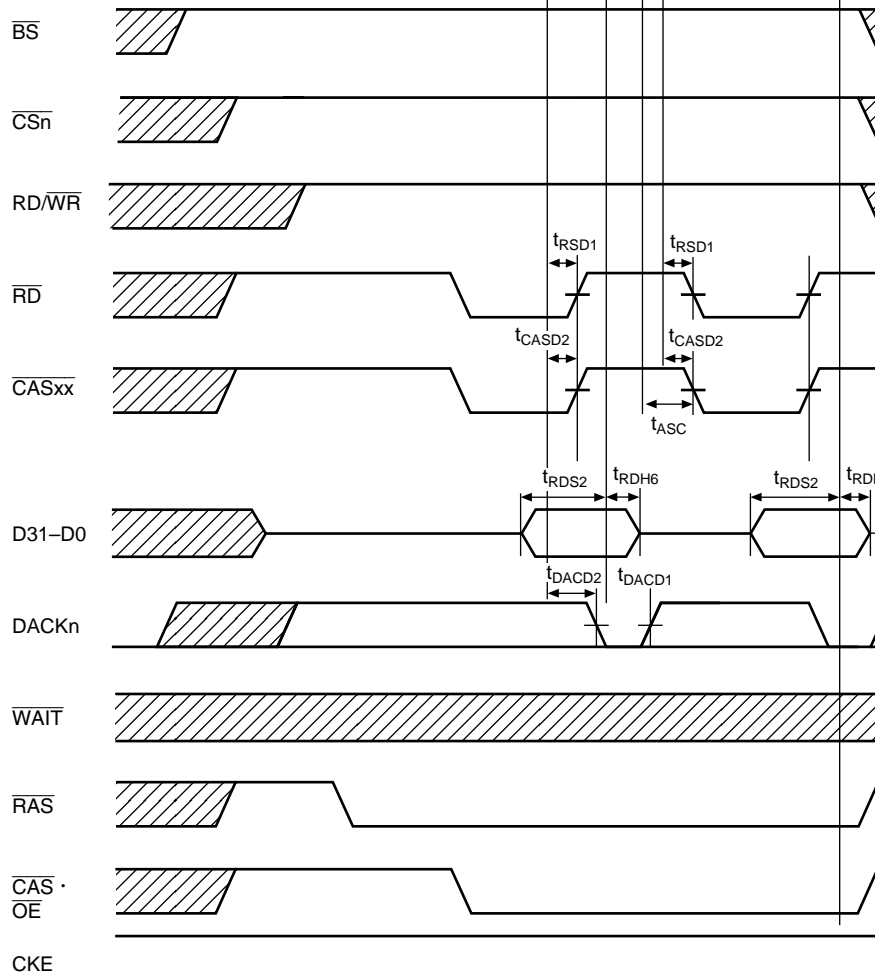 BS
CSn
RD/WR
tRSD1 tRSD1
RD
tCASD2 tCASD2
CASxx
tASC
tRDS2 tRDH6 tRDS2
D31–D0
tDACD2 tDACD1
DACKn
WAIT
RAS
CAS ·
OE
CKE